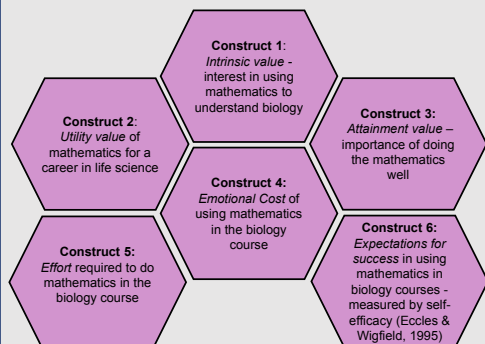 Construct 1:
Intrinsic value -
interest in using
mathematics to
understand biology
Construct 2:
Utility value of
mathematics for a
career in life science
Construct 3:
Attainment value –
importance of doing
the mathematics
well
Construct 4:
Emotional Cost of
using mathematics
in the biology
course
Construct 5:
Effort required to do
mathematics in the
biology course
Construct 6:
Expectations for
success in using
mathematics in
biology courses -
measured by self-
efficacy (Eccles &
Wigfield, 1995)